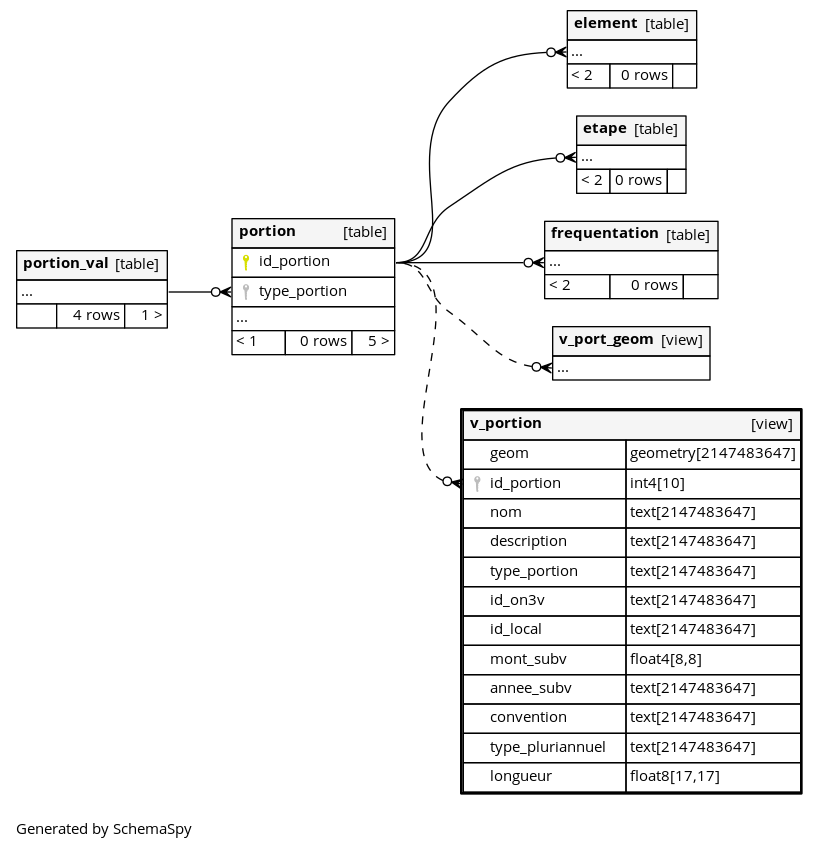 element [table]
...
< 2 0 rows
etape [table]
...
< 2 0 rows
portion [table]
id_portion
type_portion
...
< 1 0 rows 5 >
frequentation [table]
...
< 2 0 rows
portion_val [table]
...
4 rows 1 >
v_port_geom [view]
...
v_portion [view]
geom geometry[2147483647]
id_portion int4[10]
nom text[2147483647]
description text[2147483647]
type_portion text[2147483647]
id_on3v text[2147483647]
id_local text[2147483647]
mont_subv float4[8,8]
annee_subv text[2147483647]
convention text[2147483647]
type_pluriannuel text[2147483647]
longueur float8[17,17]
Generated by SchemaSpy